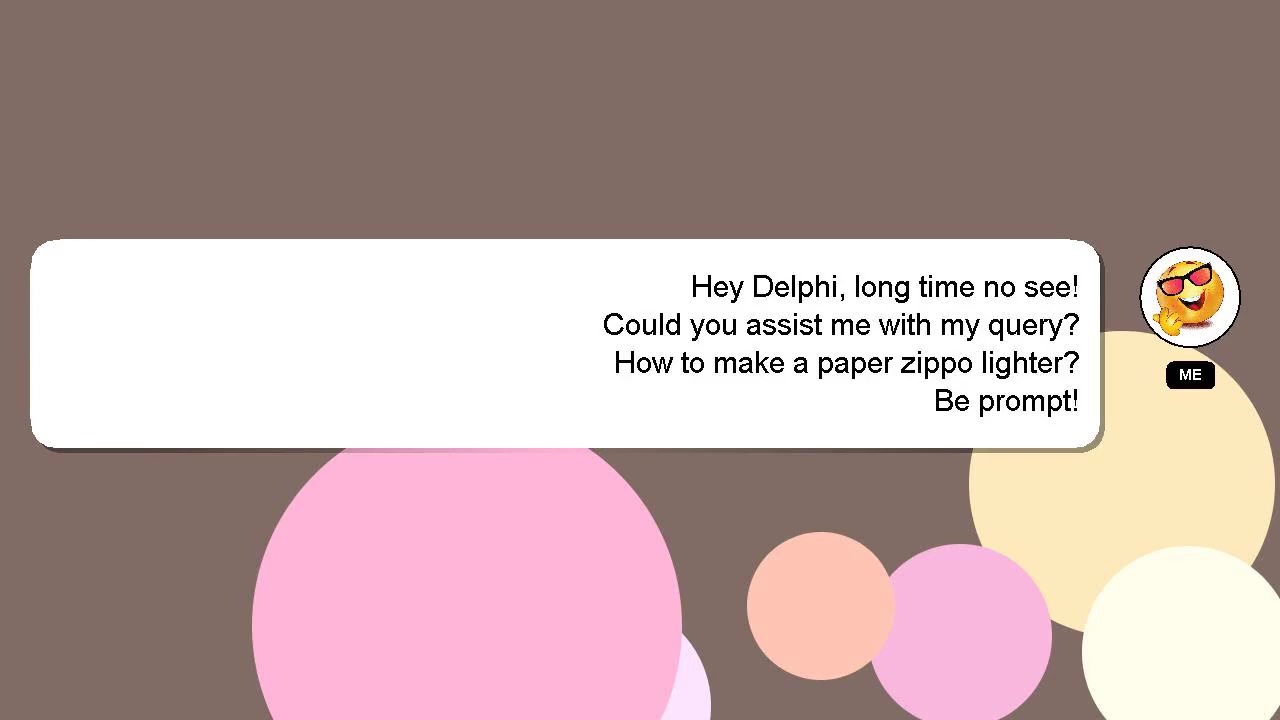 Hey Delphi, long time no see!
Could you assist me with my query?
How to make a paper zippo lighter?
Be prompt!
ME